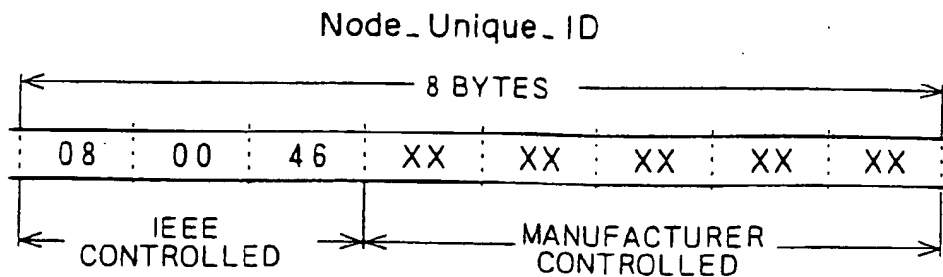 Node_Unique_ID
8 BYTES
08 00 46 XX XX XX XX XX
IEEE CONTROLLED
MANUFACTURER CONTROLLED